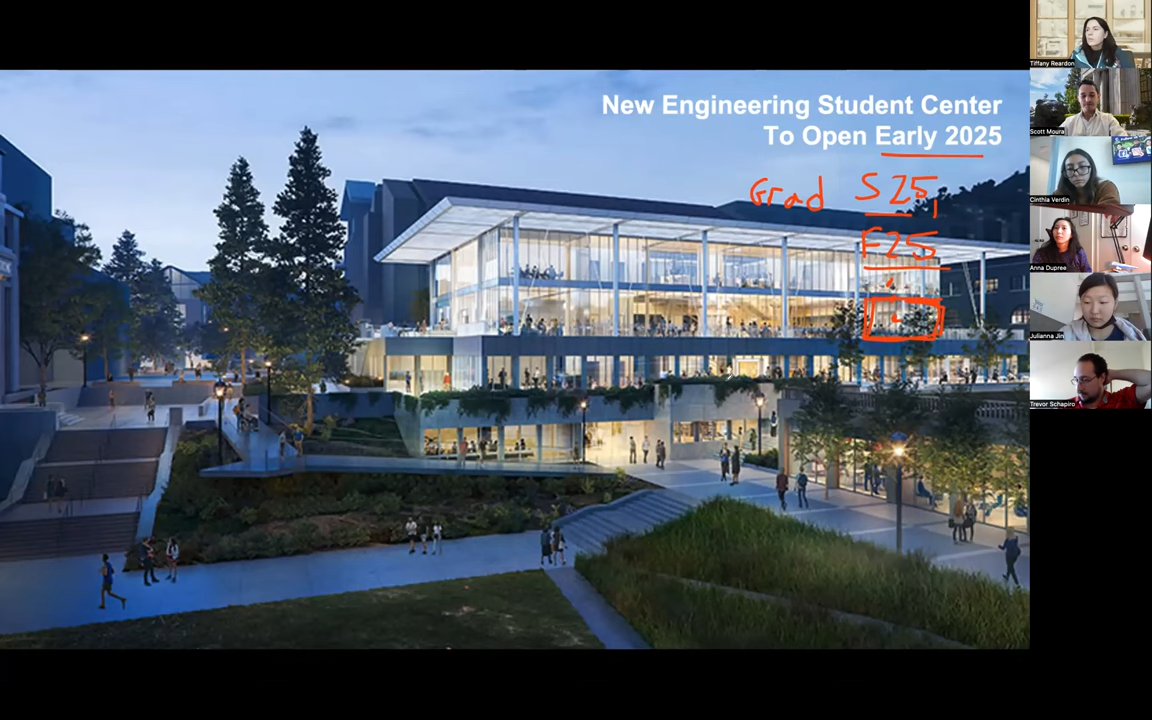 New Engineering Student Center
To Open Early 2025
Grad S25,
F25
Tiffany Reardon
Scott Moura
Cinthia Verdin
Anna Dupree
Julianna Jin
Trevor Schapiro